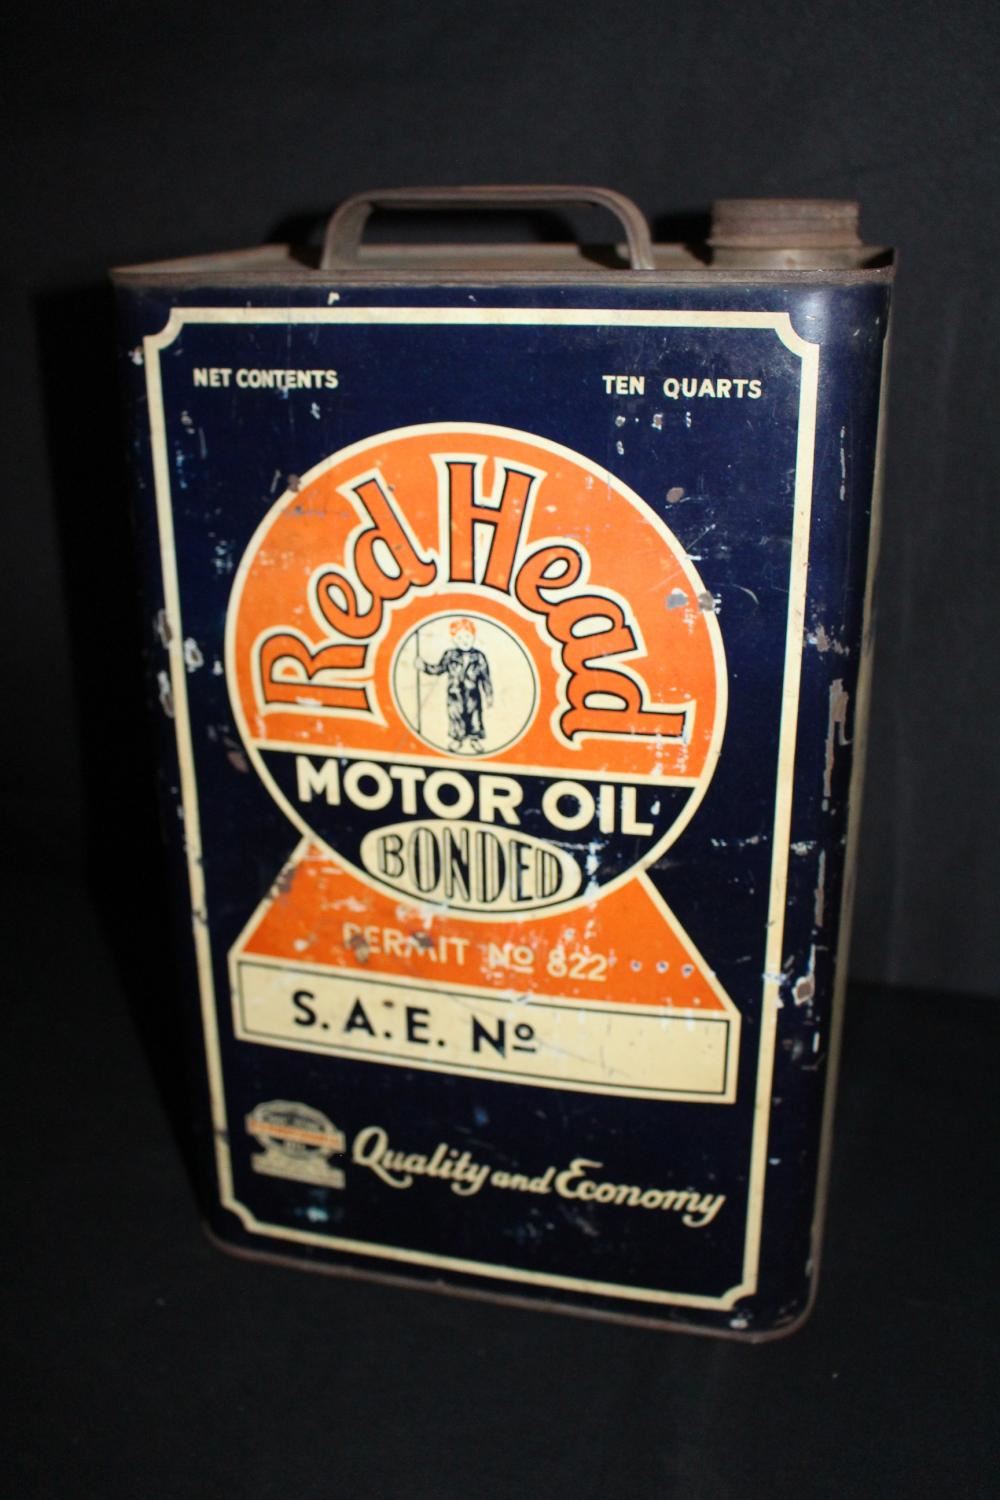 NET CONTENTS
TEN QUARTS
Red Head
MOTOR OIL
BONDED
PERMIT Nº 822
S.A.E. Nº
Quality and Economy